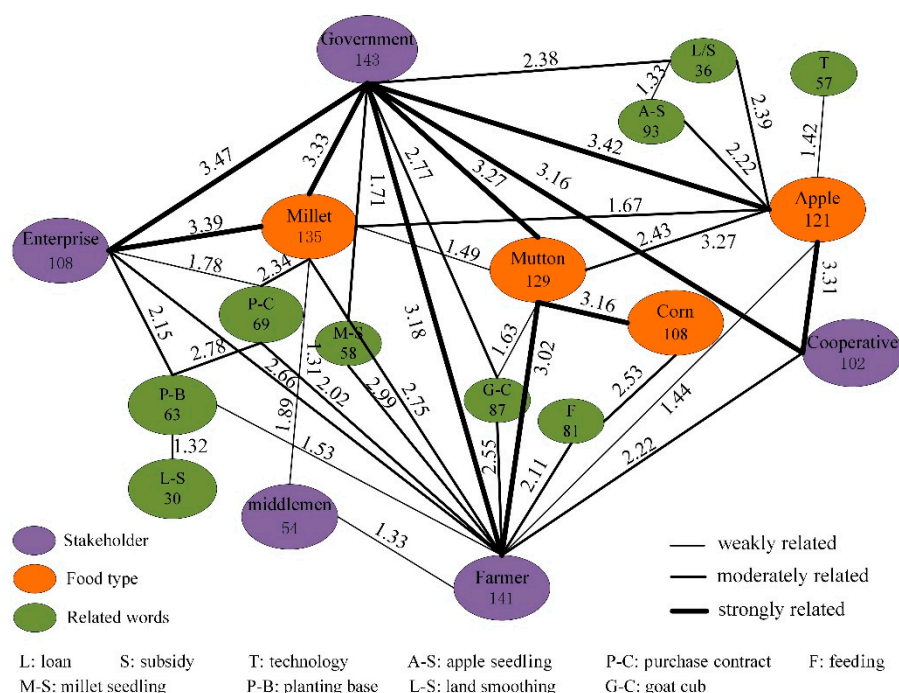 Government
143
L/S
36
T
57
2.38
1.33
A-S
93
2.39
1.42
2.22
3.47
3.33
3.42
2.77
3.27
3.16
1.71
Apple
121
Millet
135
1.67
Enterprise
108
3.39
1.49
2.43
3.27
Mutton
129
1.78
2.34
3.31
P-C
69
3.16
Corn
108
M-S
58
3.18
1.63
Cooperative
102
2.15
2.78
1.31
3.02
2.66
2.02
2.75
2.99
G-C
87
2.53
1.44
P-B
63
1.89
F
81
1.32
1.53
2.55
2.11
2.22
L-S
30
middlemen
54
1.33
Stakeholder
weakly related
Food type
Farmer
141
moderately related
Related words
strongly related
L: loan S: subsidy T: technology A-S: apple seedling P-C: purchase contract F: feeding
M-S: millet seedling P-B: planting base L-S: land smoothing G-C: goat cub